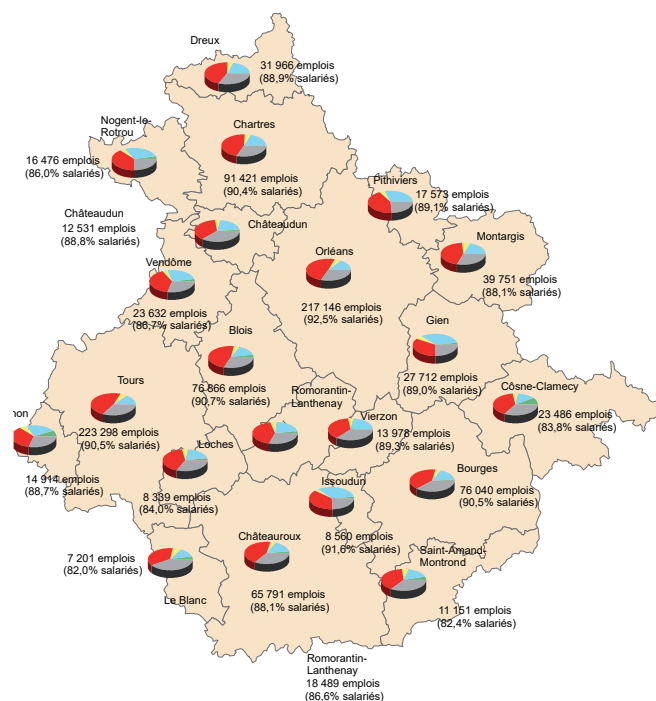 Dreux
31 966 emplois
(88,9% salariés)
Nogent-le-
Rotrou
16 476 emplois
(86,0% salariés)
Chartres
91 421 emplois
(90,4% salariés)
Pithiviers
17 573 emplois
(89,1% salariés)
Châteaudun
12 531 emplois
(88,8% salariés)
Châteaudun
Orléans
217 146 emplois
(92,5% salariés)
Montargis
39 751 emplois
(88,1% salariés)
Vendôme
23 632 emplois
(86,7% salariés)
Blois
76 866 emplois
(90,7% salariés)
Gien
27 712 emplois
(89,0% salariés)
Tours
223 298 emplois
(90,5% salariés)
Romorantin-
Lanthenay
Vierzon
13 978 emplois
(89,3% salariés)
Côsne-Clamecy
23 486 emplois
(83,8% salariés)
non
14 914 emplois
(88,7% salariés)
Loches
8 339 emplois
(84,0% salariés)
Issoudun
8 560 emplois
(91,6% salariés)
Bourges
76 040 emplois
(90,5% salariés)
7 201 emplois
(82,0% salariés)
Le Blanc
Châteauroux
65 791 emplois
(88,1% salariés)
Saint-Amand-
Montrond
11 151 emplois
(82,4% salariés)
Romorantin-
Lanthenay
18 489 emplois
(86,6% salariés)